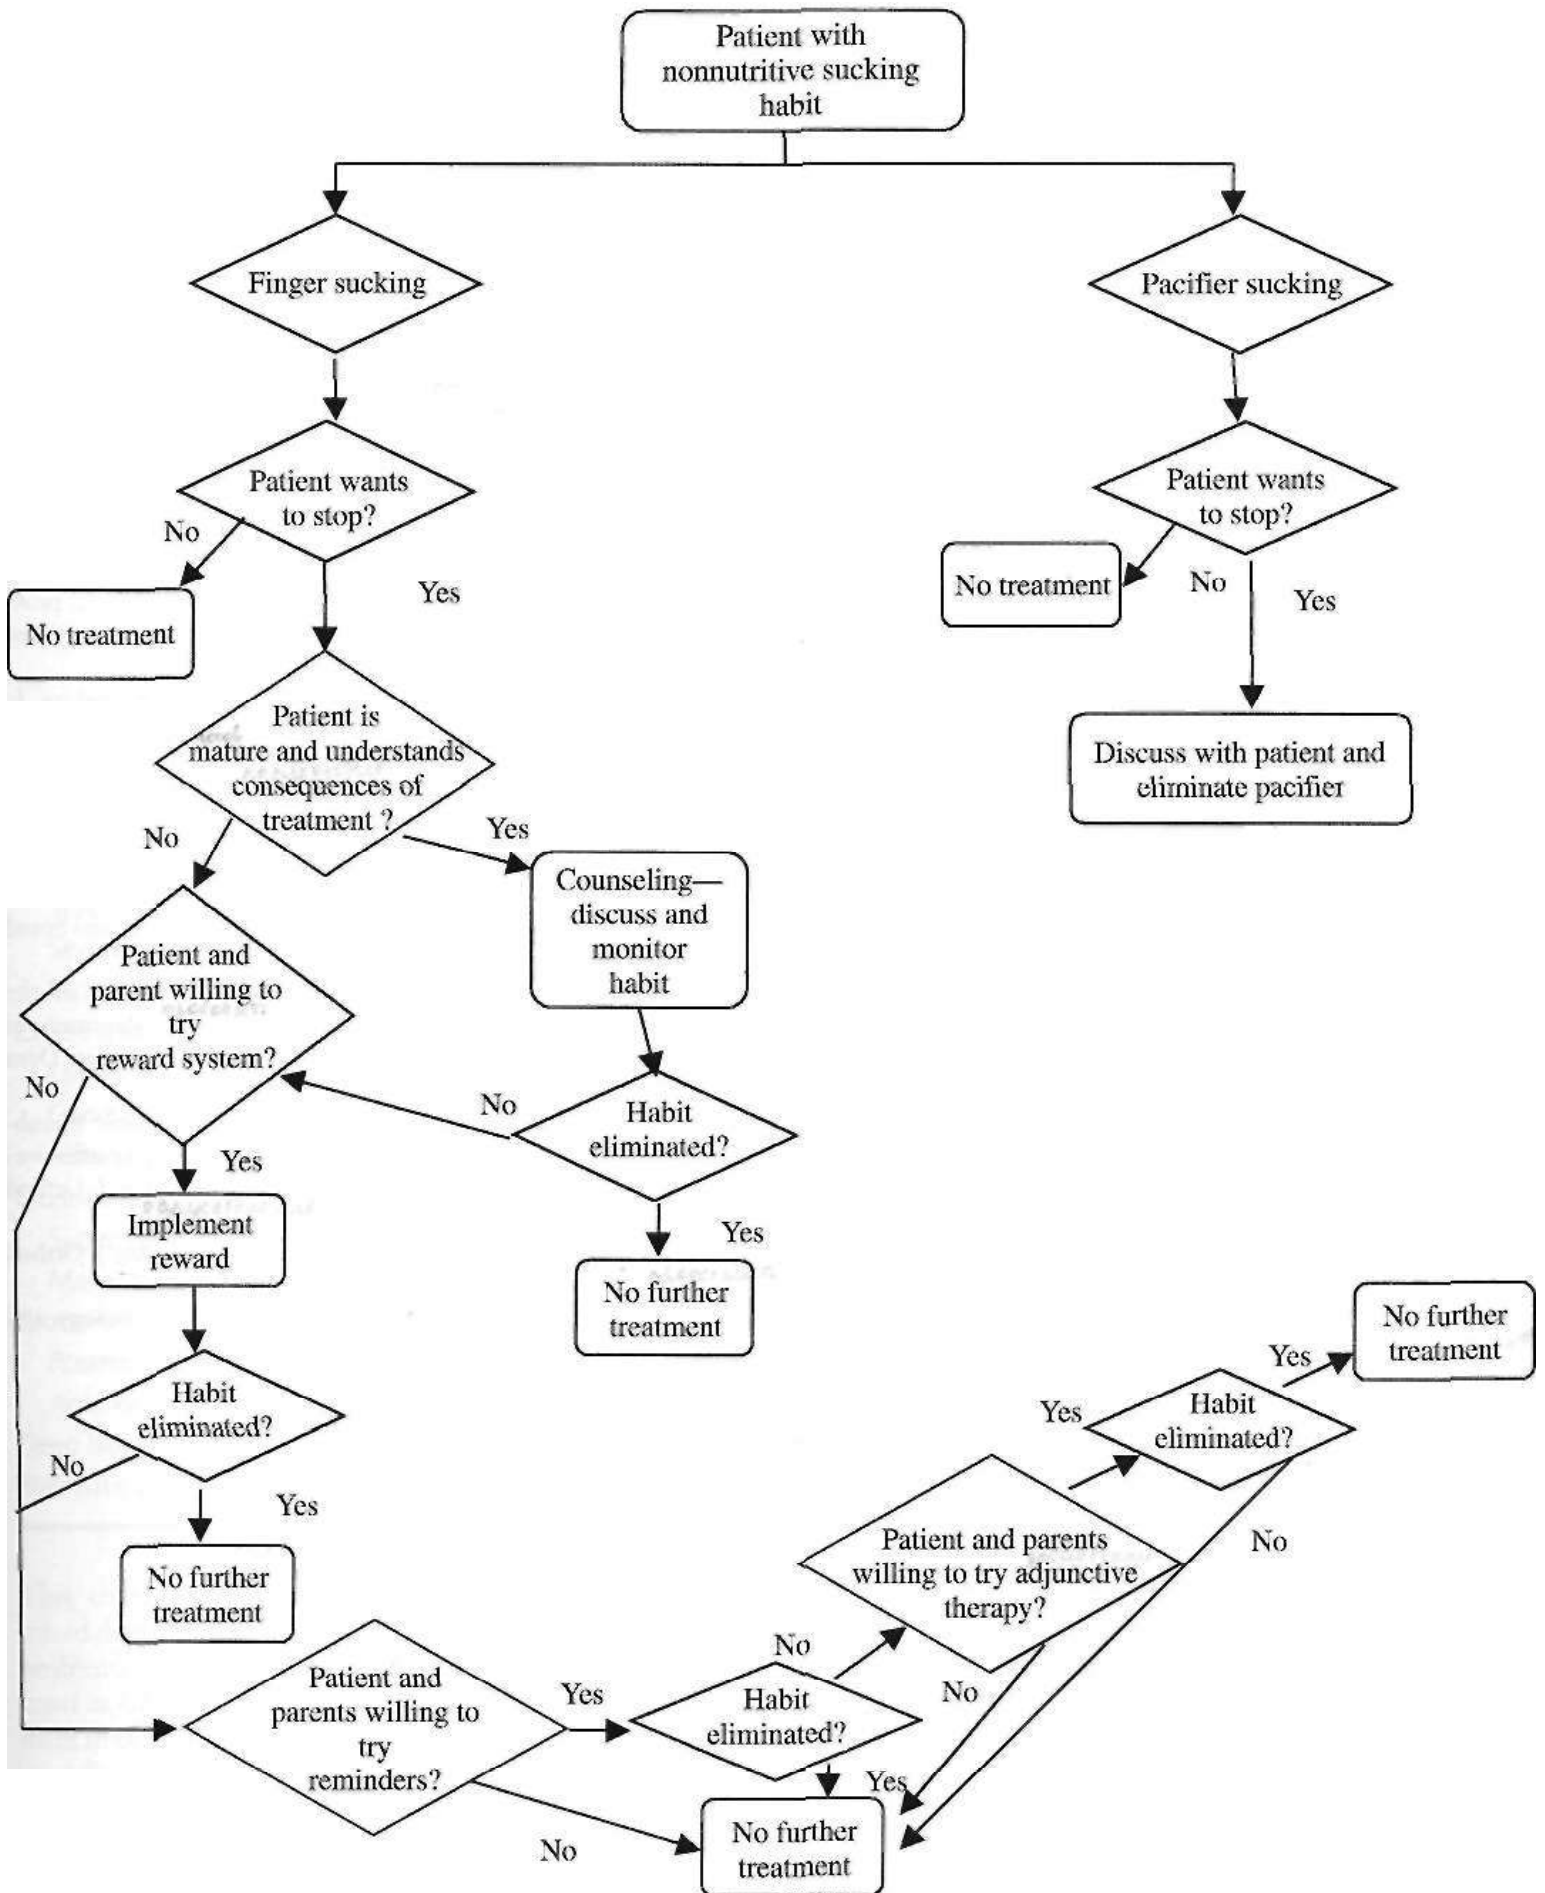 Patient with
nonnutritive sucking
habit
Finger sucking
Pacifier sucking
Patient wants
to stop?
No
Yes
No treatment
Patient wants
to stop?
No treatment
No
Yes
Discuss with patient and
eliminate pacifier
Patient is
mature and understands
consequences of
treatment ?
No
Yes
Counseling—
discuss and
monitor
habit
Patient and
parent willing to
try
reward system?
No
No
Habit
eliminated?
Yes
Implement
reward
Yes
No further
treatment
Habit
eliminated?
No
Yes
No further
treatment
Patient and
parents willing to
try
reminders?
Yes
No
Habit
eliminated?
No
Yes
No further
treatment
Patient and parents
willing to try adjunctive
therapy?
No
Yes
Habit
eliminated?
No
Yes
No further
treatment